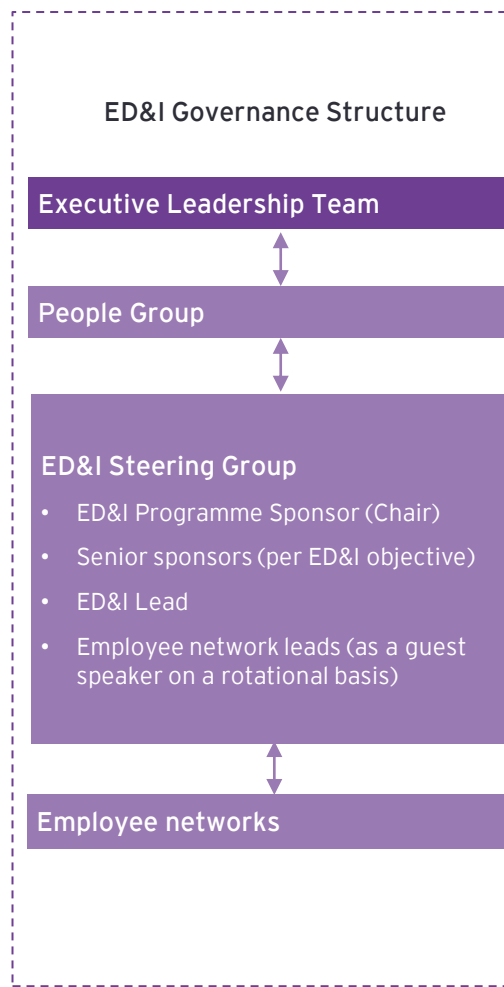 ED&I Governance Structure
Executive Leadership Team
People Group
ED&I Steering Group
• ED&I Programme Sponsor (Chair)
• Senior sponsors (per ED&I objective)
• ED&I Lead
• Employee network leads (as a guest
speaker on a rotational basis)
Employee networks